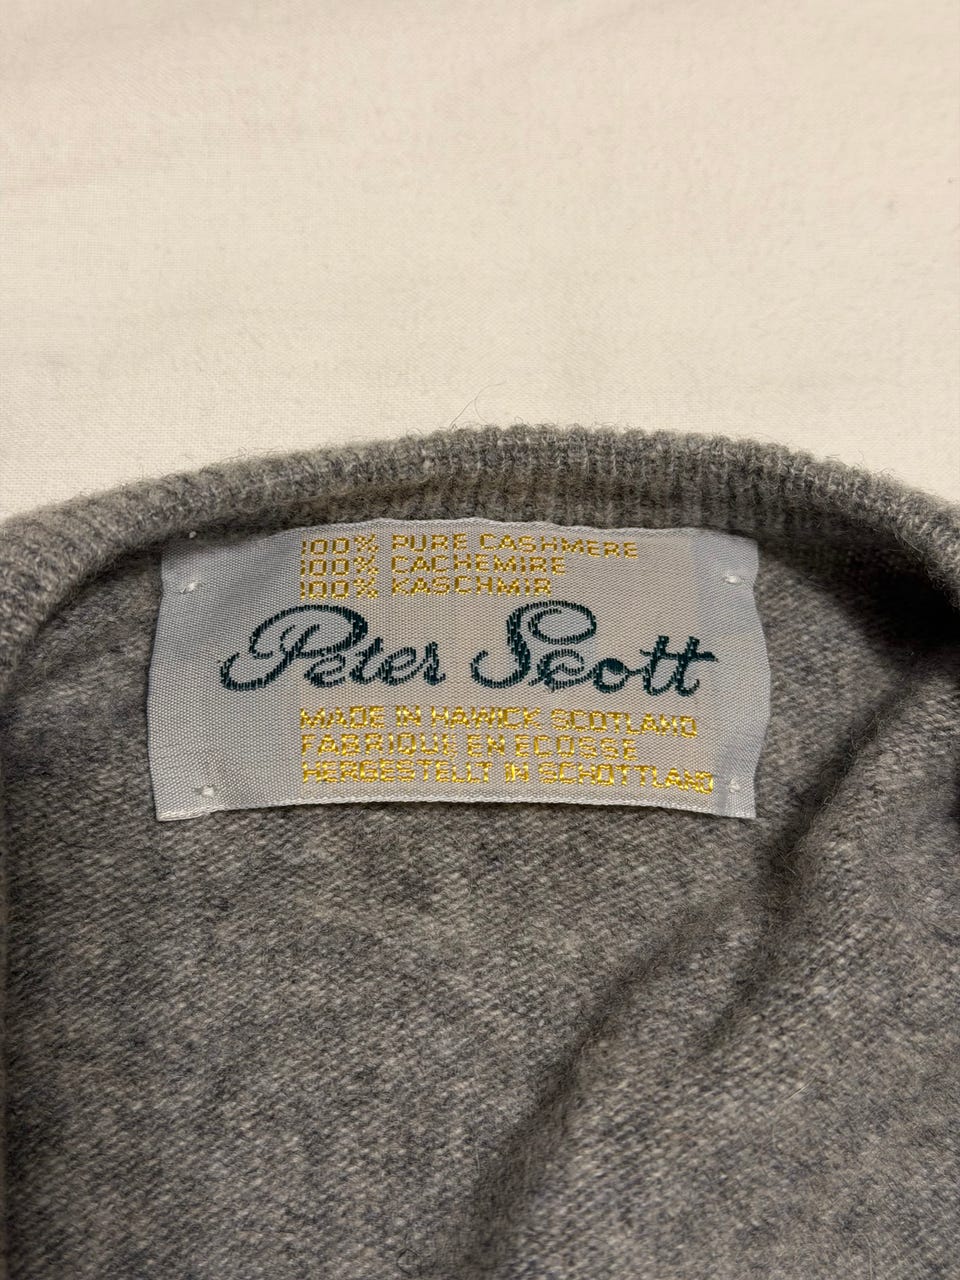 100% PURE CASHMERE
100% CACHEMIRE
100% KASCHMIR
Peter Scott
MADE IN HAWICK SCOTLAND
FABRIQUE EN ECOSSE
HERGESTELLT IN SCHOTTLAND